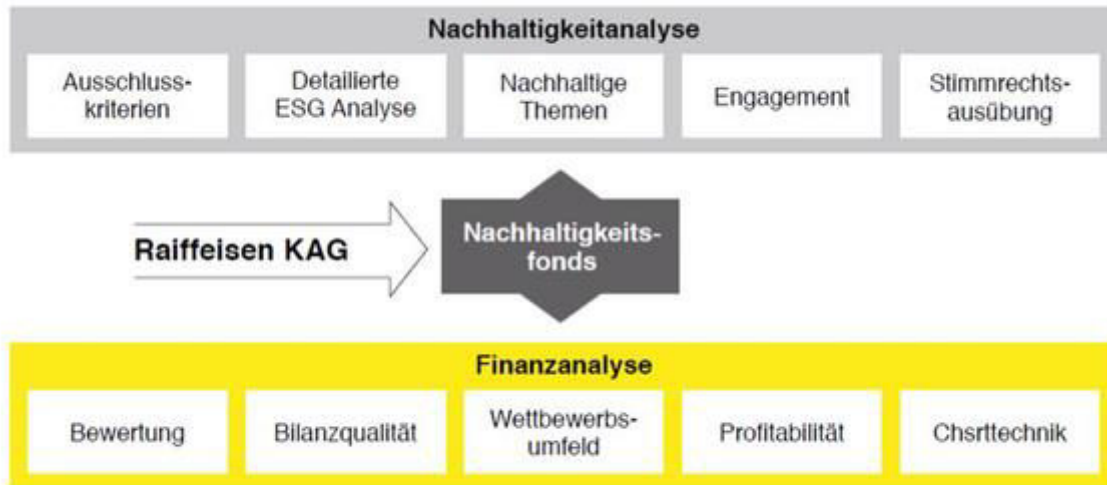 Nachhaltigkeitanalyse
Ausschluss-
kriterien
Detailierte
ESG Analyse
Nachhaltige
Themen
Engagement
Stimmrechts-
ausübung
Raiffeisen KAG
Nachhaltigkeits-
fonds
Finanzanalyse
Bewertung
Bilanzqualität
Wettbewerbs-
umfeld
Profitabilität
Chsrttechnik